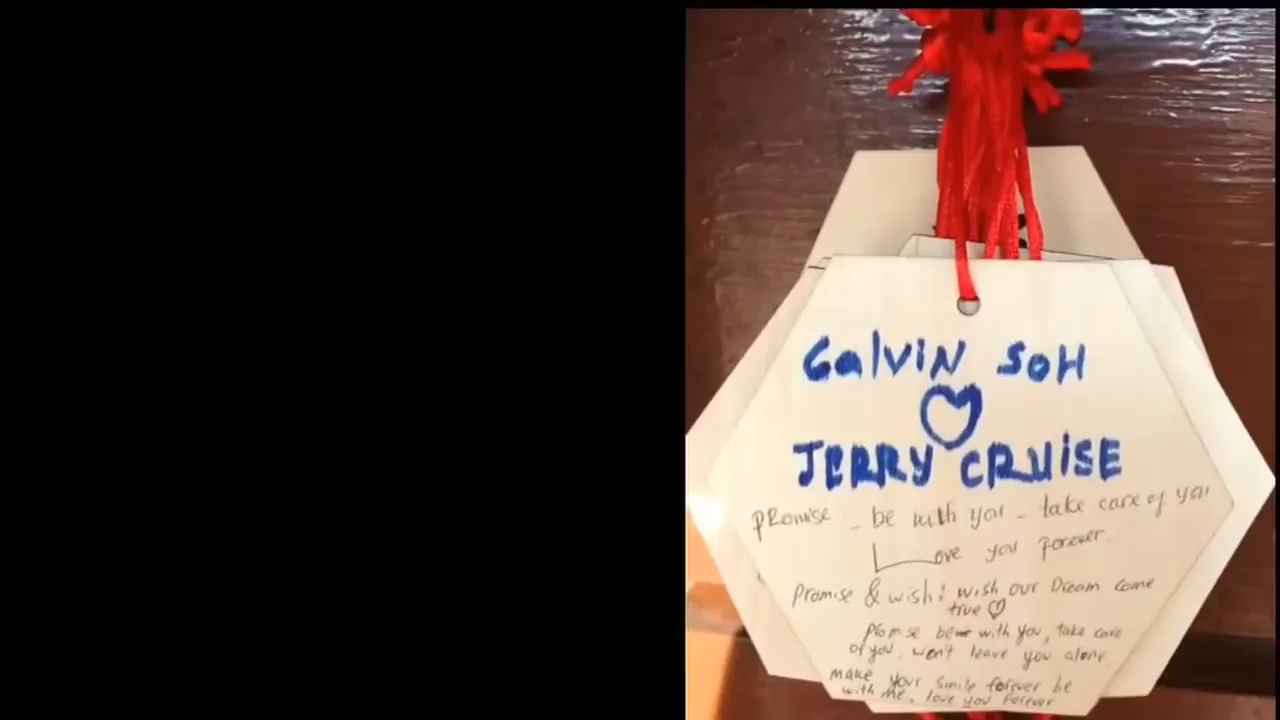 Calvin SOH
♡
JERRY CRUISE
PRomise - be with you - take care of you
Love you Forever.
Promise & wish: wish our Dream come
true ♡
Promise be with you, take care
of you, won't leave you alone,
make your smile forever be
with me, love you Forever